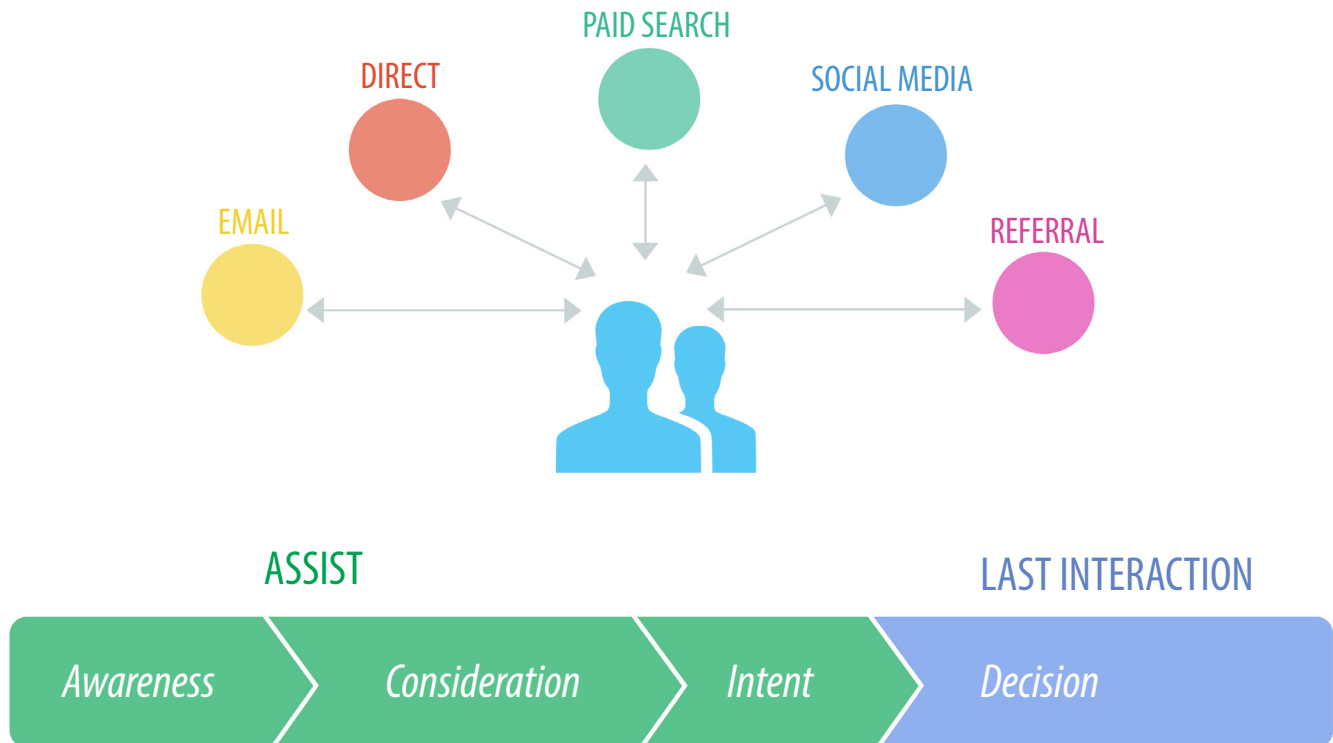 PAID SEARCH
DIRECT
SOCIAL MEDIA
EMAIL
REFERRAL
ASSIST
LAST INTERACTION
Awareness
Consideration
Intent
Decision